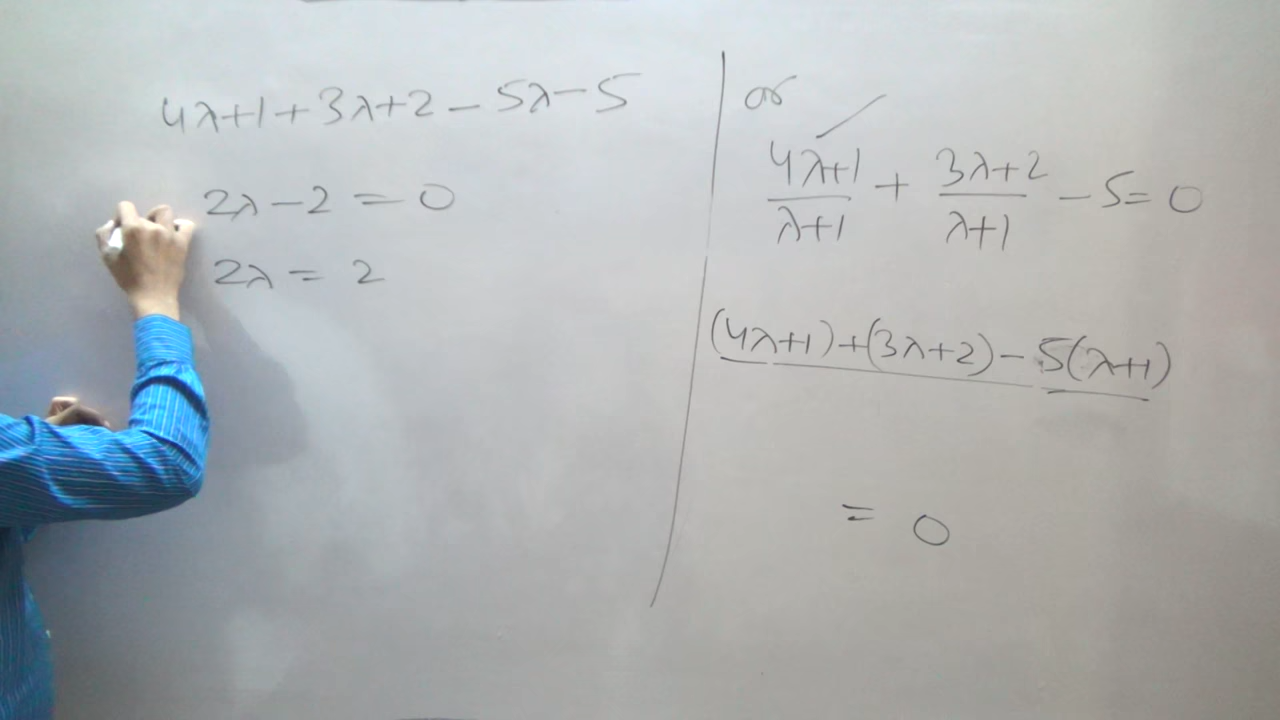 4λ+1+3λ+2-5λ-5
2λ-2=0
2λ=2
or
4λ+1/λ+1 + 3λ+2/λ+1 -5=0
(4λ+1)+(3λ+2)-5(λ+1)
= 0